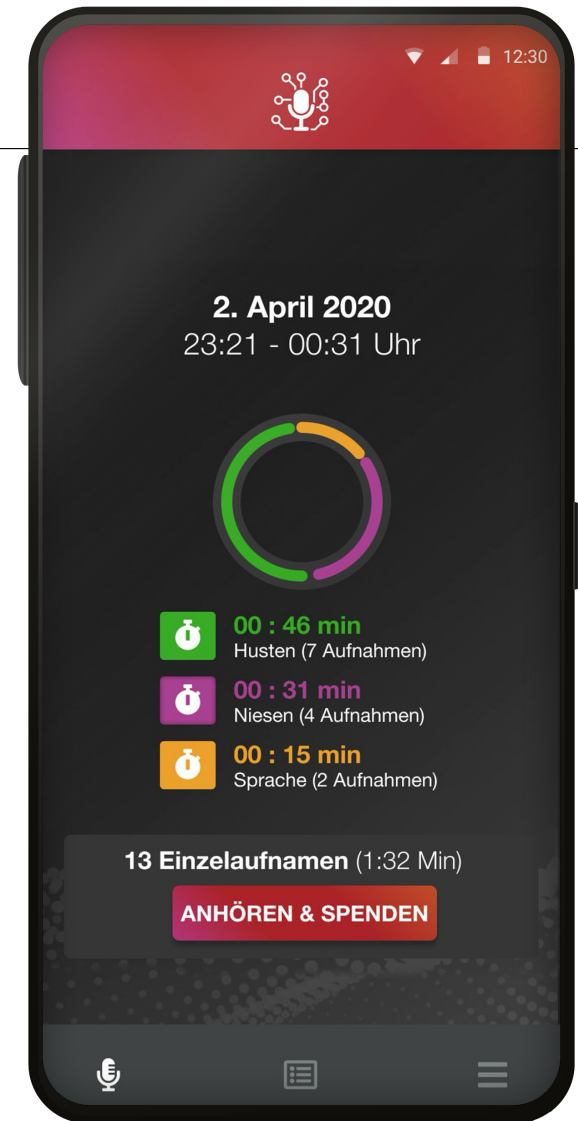 12:30
2. April 2020
23:21 - 00:31 Uhr
00 : 46 min
Husten (7 Aufnahmen)
00 : 31 min
Niesen (4 Aufnahmen)
00 : 15 min
Sprache (2 Aufnahmen)
13 Einzelaufnamen (1:32 Min)
ANHÖREN & SPENDEN